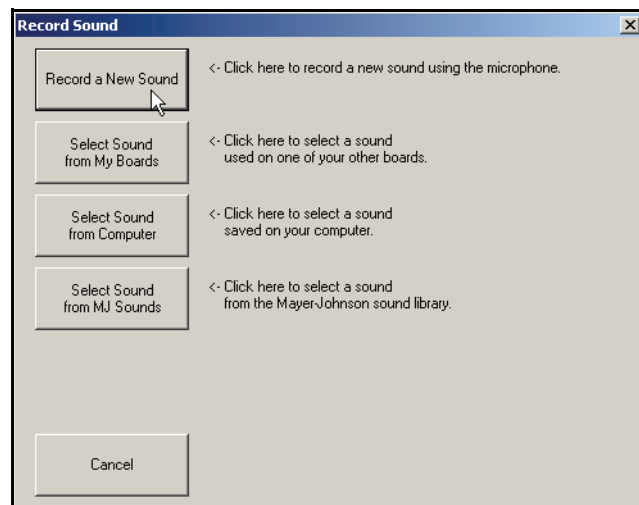 Record Sound
Record a New Sound
<- Click here to record a new sound using the microphone.
Select Sound
from My Boards
<- Click here to select a sound
used on one of your other boards.
Select Sound
from Computer
<- Click here to select a sound
saved on your computer.
Select Sound
from MJ Sounds
<- Click here to select a sound
from the Mayer-Johnson sound library.
Cancel